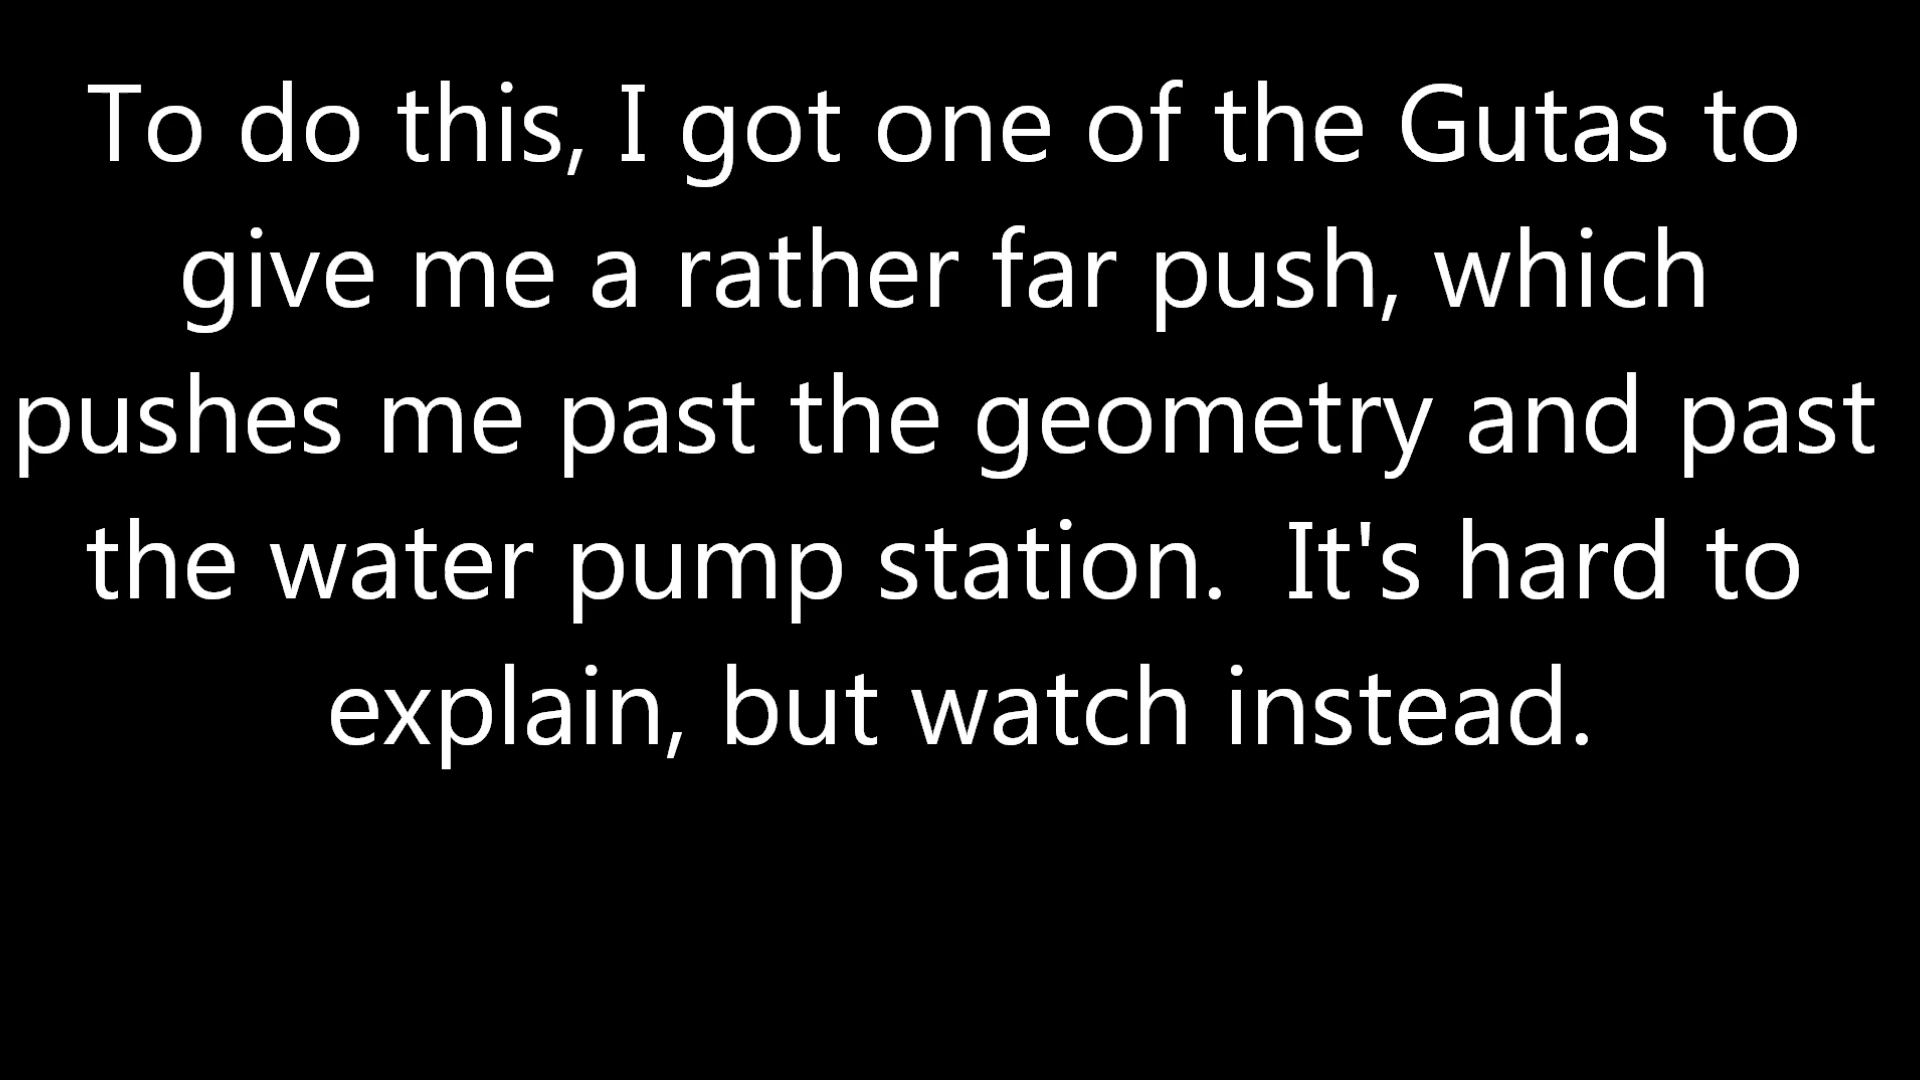 To do this, I got one of the Gutas to
give me a rather far push, which
pushes me past the geometry and past
the water pump station.  It's hard to
explain, but watch instead.